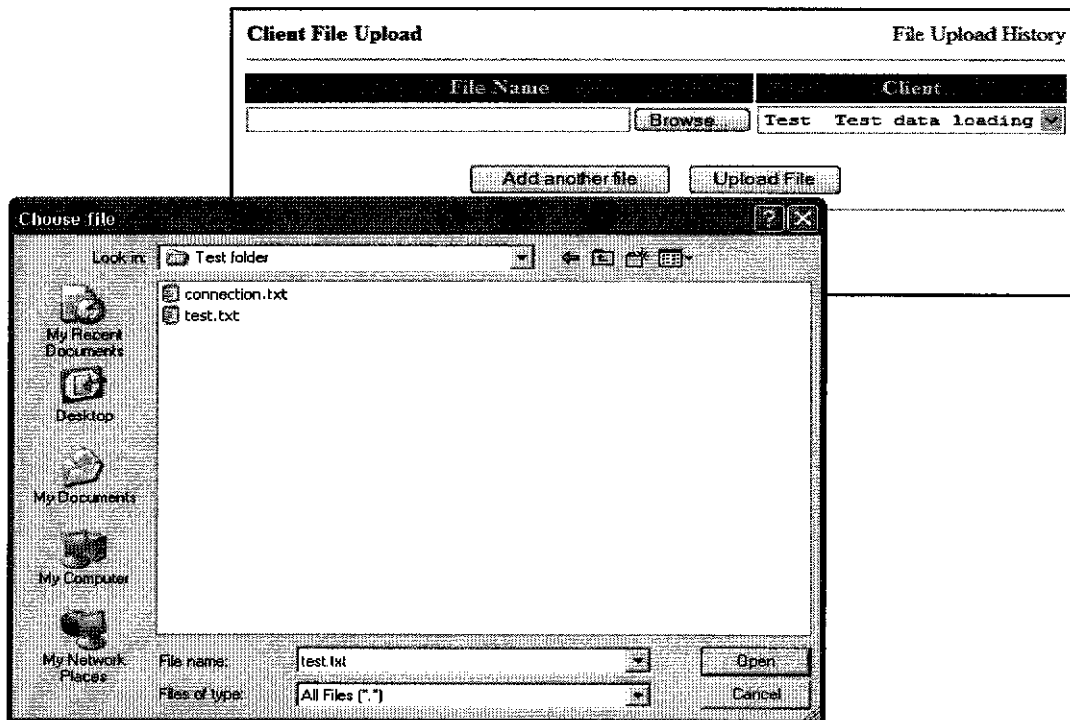 Client File Upload File Upload History
File Name Client
Browse... Test Test data loading
Add another file Upload File
Choose file
Look in: Test folder
connection.txt
test.txt
My Recent
Documents
Desktop
My Documents
My Computer
My Network
Places
File name: test.txt Open
Files of type: All Files (*.*) Cancel